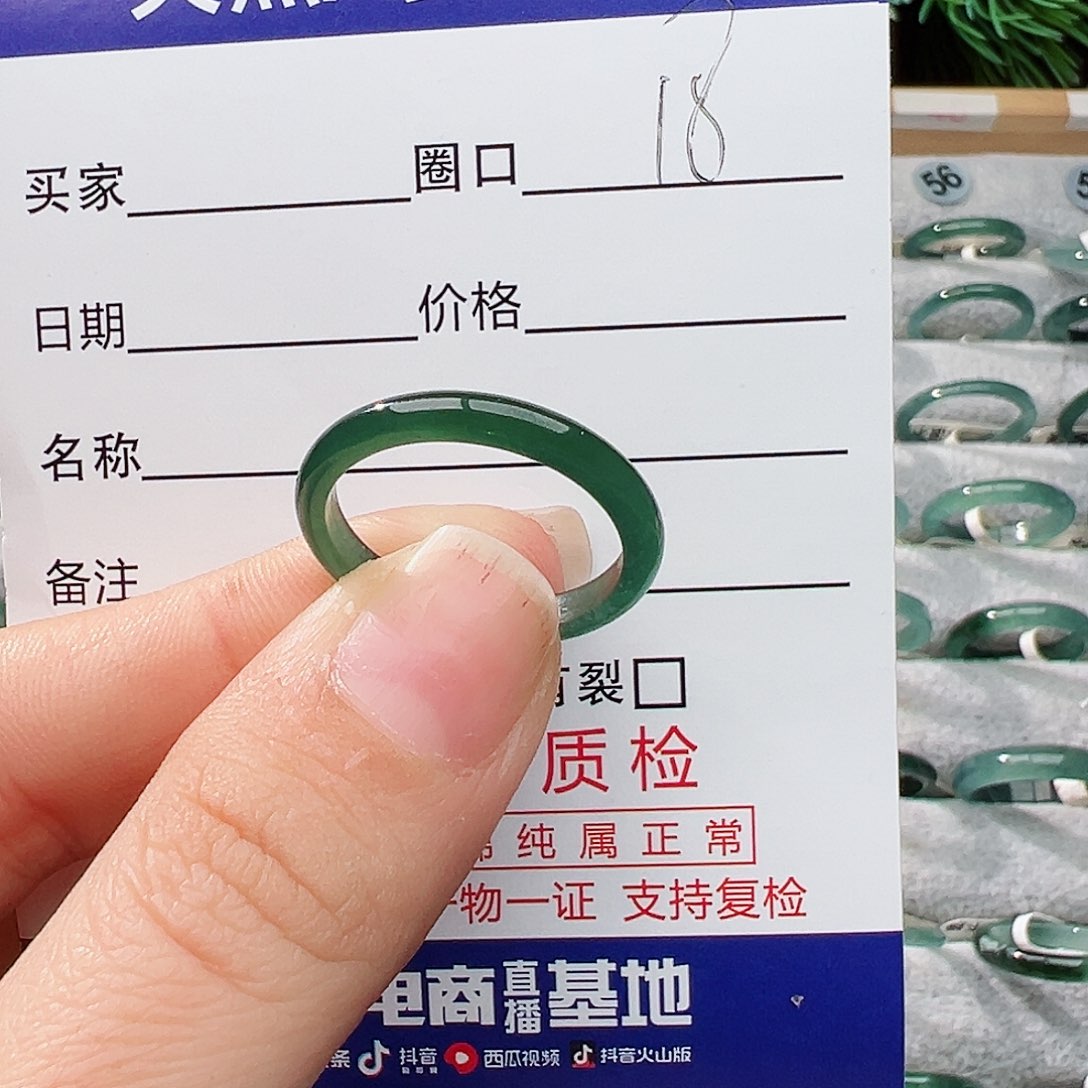 买家 圈口 18
日期 价格
名称
备注
裂
质检
纯属正常
物一证 支持复检
电商直播基地
条 抖音 西瓜视频 抖音火山版
56